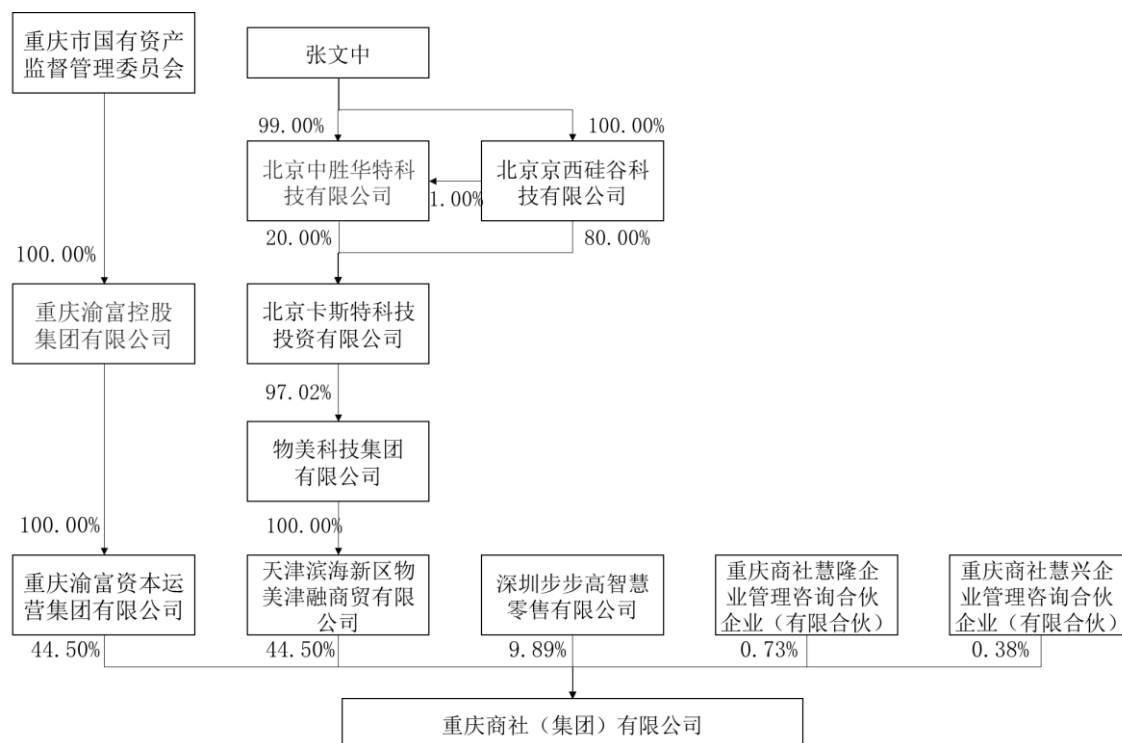 重庆市国有资产
监督管理委员会
张文中
99.00%
100.00%
北京中胜华特科
技有限公司
北京京西硅谷科
技有限公司
1.00%
20.00%
80.00%
100.00%
重庆渝富控股
集团有限公司
北京卡斯特科技
投资有限公司
97.02%
物美科技集团
有限公司
100.00%
100.00%
重庆渝富资本运
营集团有限公司
天津滨海新区物
美津融商贸有限
公司
深圳步步高智慧
零售有限公司
重庆商社慧隆企
业管理咨询合伙
企业（有限合伙）
重庆商社慧兴企
业管理咨询合伙
企业（有限合伙）
44.50%
44.50%
9.89%
0.73%
0.38%
重庆商社（集团）有限公司